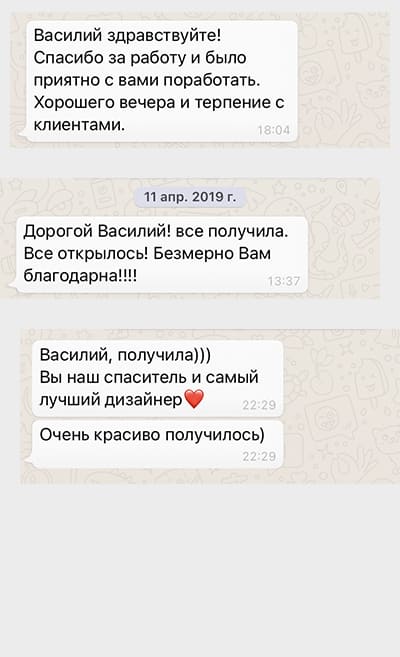 Василий здравствуйте!
Спасибо за работу и было
приятно с вами поработать.
Хорошего вечера и терпение с
клиентами.
18:04
11 апр. 2019 г.
Дорогой Василий! все получила.
Все открылось! Безмерно Вам
благодарна!!!!
13:37
Василий, получила)))
Вы наш спаситель и самый
лучший дизайнер❤️
22:29
Очень красиво получилось)
22:29